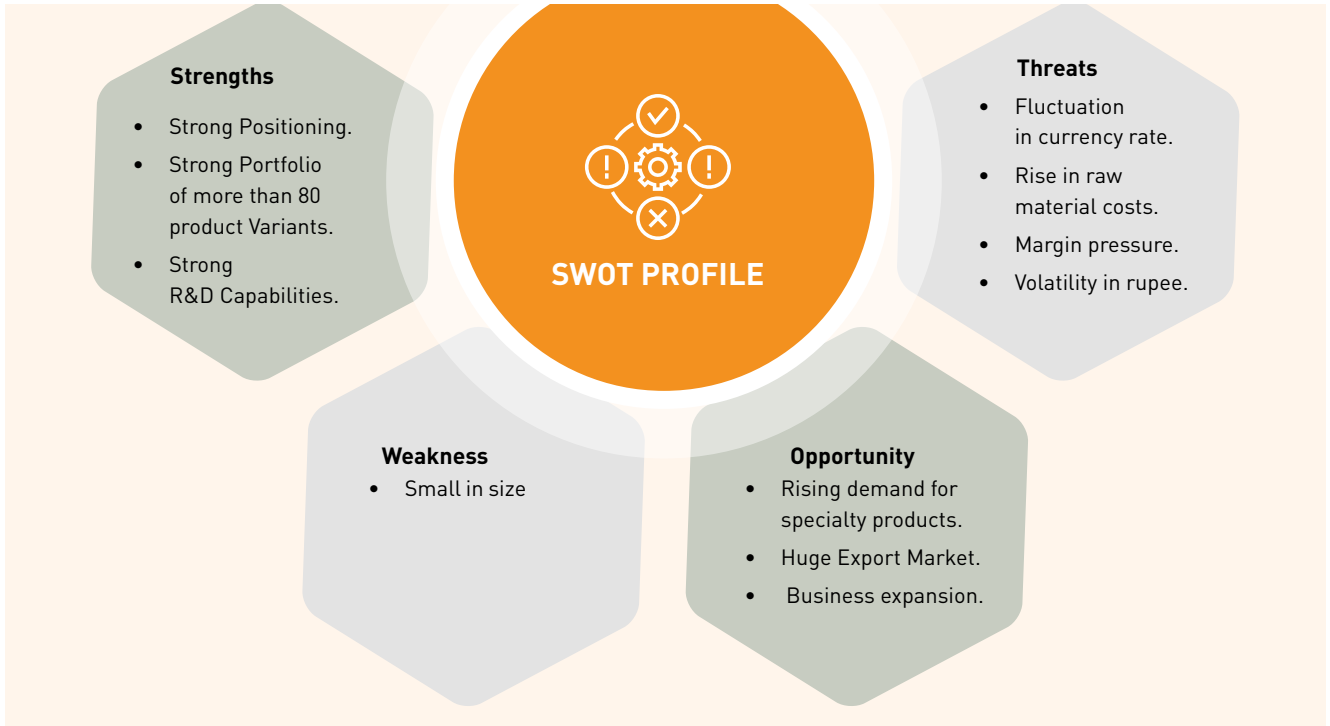 Strengths
• Strong Positioning.
• Strong Portfolio
of more than 80
product Variants.
• Strong
R&D Capabilities.
SWOT PROFILE
Threats
• Fluctuation
in currency rate.
• Rise in raw
material costs.
• Margin pressure.
• Volatility in rupee.
Weakness
• Small in size
Opportunity
• Rising demand for
specialty products.
• Huge Export Market.
• Business expansion.